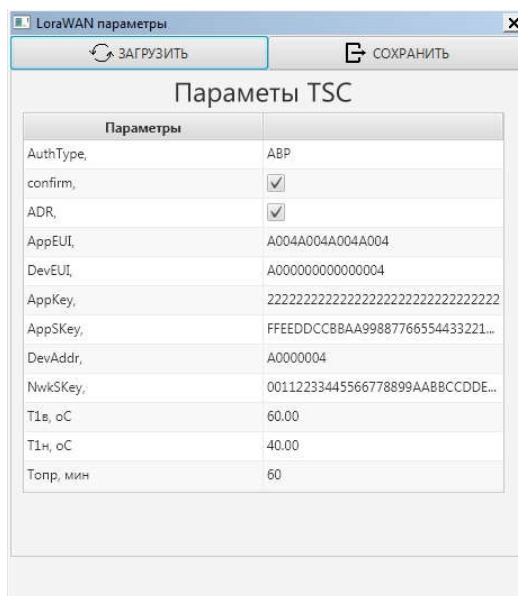 LoraWAN параметры
ЗАГРУЗИТЬ СОХРАНИТЬ
Параметы TSC
Параметры
AuthType, ABP
confirm,
ADR,
AppEUI, A004A004A004A004
DevEUI, A000000000000004
AppKey, 22222222222222222222222222222222
AppSKey, FFEEDDCCBBAA99887766554433221...
DevAddr, A0000004
NwkSKey, 00112233445566778899AABBCCDDE...
T1в, оС 60.00
T1н, оС 40.00
Tопр, мин 60